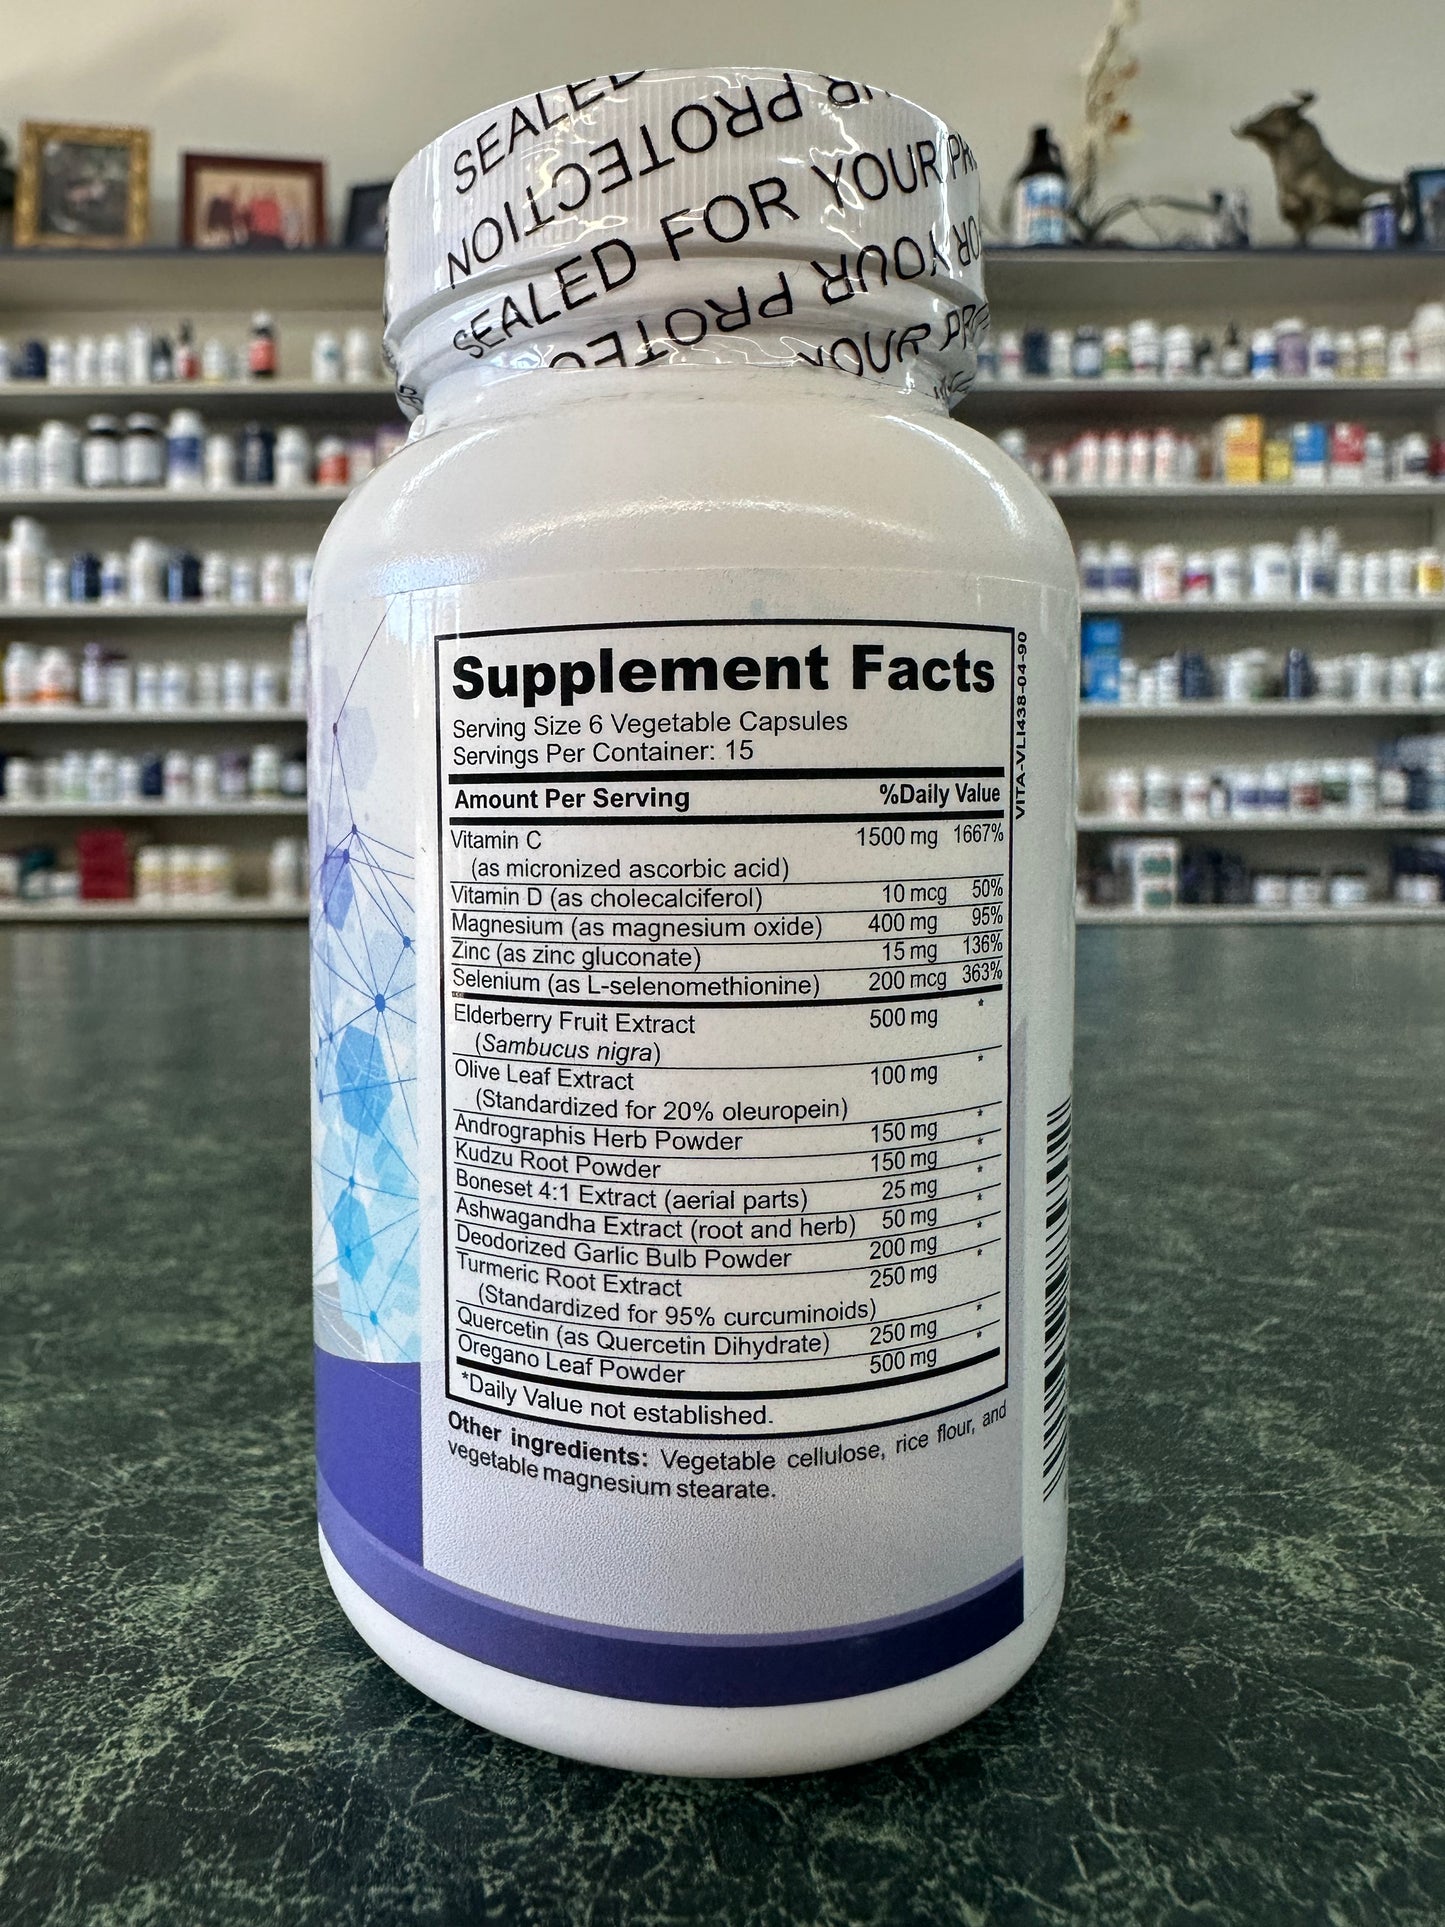 SEALED
PROTECTION
SEALED FOR YOUR
YOUR
Supplement Facts
Serving Size 6 Vegetable Capsules
Servings Per Container: 15
Amount Per Serving %Daily Value
Vitamin C 1500 mg 1667%
(as micronized ascorbic acid)
Vitamin D (as cholecalciferol) 10 mcg 50%
Magnesium (as magnesium oxide) 400 mg 95%
Zinc (as zinc gluconate) 15 mg 136%
Selenium (as L-selenomethionine) 200 mcg 363%
Elderberry Fruit Extract 500 mg *
(Sambucus nigra)
Olive Leaf Extract 100 mg *
(Standardized for 20% oleuropein)
Andrographis Herb Powder 150 mg *
Kudzu Root Powder 150 mg *
Boneset 4:1 Extract (aerial parts) 25 mg *
Ashwagandha Extract (root and herb) 50 mg *
Deodorized Garlic Bulb Powder 200 mg *
Turmeric Root Extract 250 mg *
(Standardized for 95% curcuminoids)
Quercetin (as Quercetin Dihydrate) 250 mg *
Oregano Leaf Powder 500 mg *
*Daily Value not established.
Other ingredients: Vegetable cellulose, rice flour, and
vegetable magnesium stearate.
VITA-VLI438-04-90